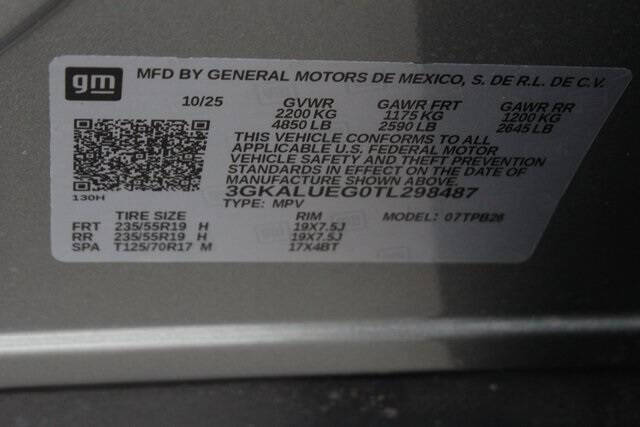 gm MFD BY GENERAL MOTORS DE MEXICO, S. DE R.L. DE C.V.
10/25 GVWR GAWR FRT GAWR RR
2200 KG 1175 KG 1200 KG
4850 LB 2590 LB 2645 LB
THIS VEHICLE CONFORMS TO ALL
APPLICABLE U.S. FEDERAL MOTOR
VEHICLE SAFETY AND THEFT PREVENTION
STANDARDS IN EFFECT ON THE DATE OF
MANUFACTURE SHOWN ABOVE.
3GKALUEG0TL298487
130H
TYPE: MPV MODEL: 07TPB26
TIRE SIZE RIM
FRT 235/55R19 H 19X7.5J
RR 235/55R19 H 19X7.5J
SPA T125/70R17 M 17X4BT